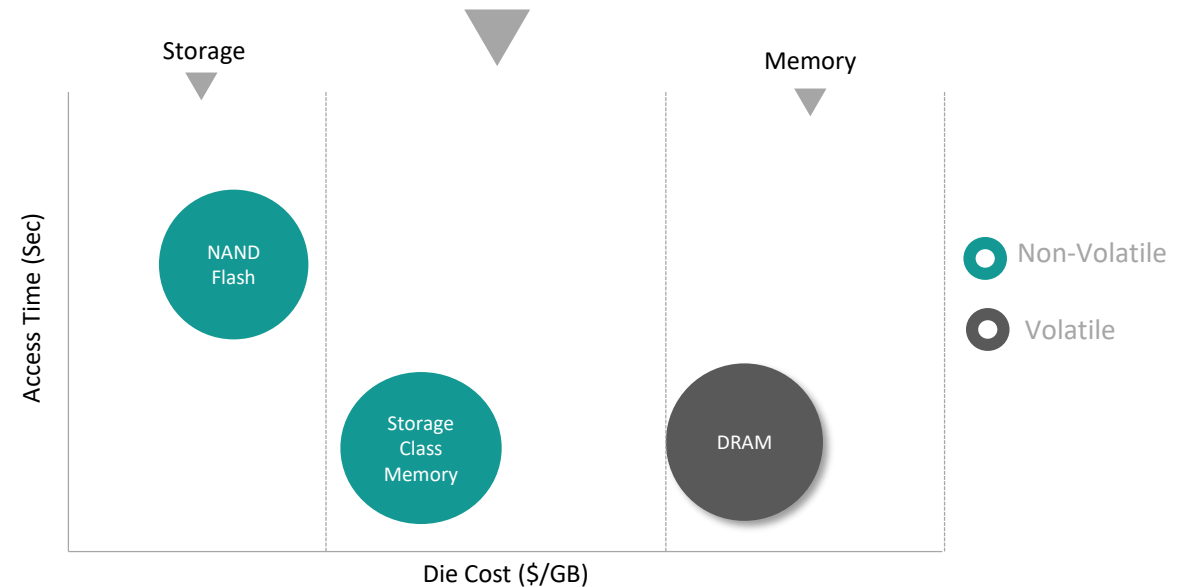 Storage
Memory
Access Time (Sec)
NAND
Flash
Storage
Class
Memory
DRAM
Non-Volatile
Volatile
Die Cost ($/GB)